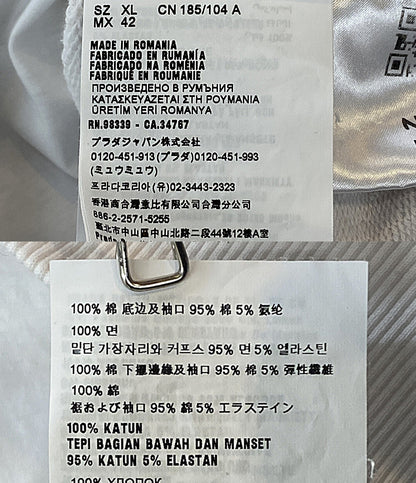 SZ XL CN 185/104 A
MX 42
MADE IN ROMANIA
FABRICADO EN RUMANÍA
FABRICADO NA ROMÉNIA
FABRIQUÉ EN ROUMANIE
ПРОИЗВЕДЕНО В РУМЪНИЯ
ΚΑΤΑΣΚΕΥΑΖΕΤΑΙ ΣΤΗ ΡΟΥΜΑΝΙΑ
ÜRETİM YERİ ROMANYA
RN.98339 - CA.34767
プラダジャパン株式会社
0120-451-913(プラダ)0120-451-993
(ミュウミュウ)
프라다코리아(유)02-3443-2323
香港商台灣普拉達有限公司台灣分公司
886-2-2571-5255
臺北市中山區中山北路二段44號12樓A室
100% 棉 底边及袖口 95% 棉 5% 氨纶
100% 면
밑단 가장자리와 커프스 95% 면 5% 엘라스틴
100% 棉 下擺邊緣及袖口 95% 棉 5% 彈性纖維
100% 綿
裾および袖口 95% 綿 5% エラステイン
100% KATUN
TEPI BAGIAN BAWAH DAN MANSET
95% KATUN 5% ELASTAN
100% ХЛОПОК